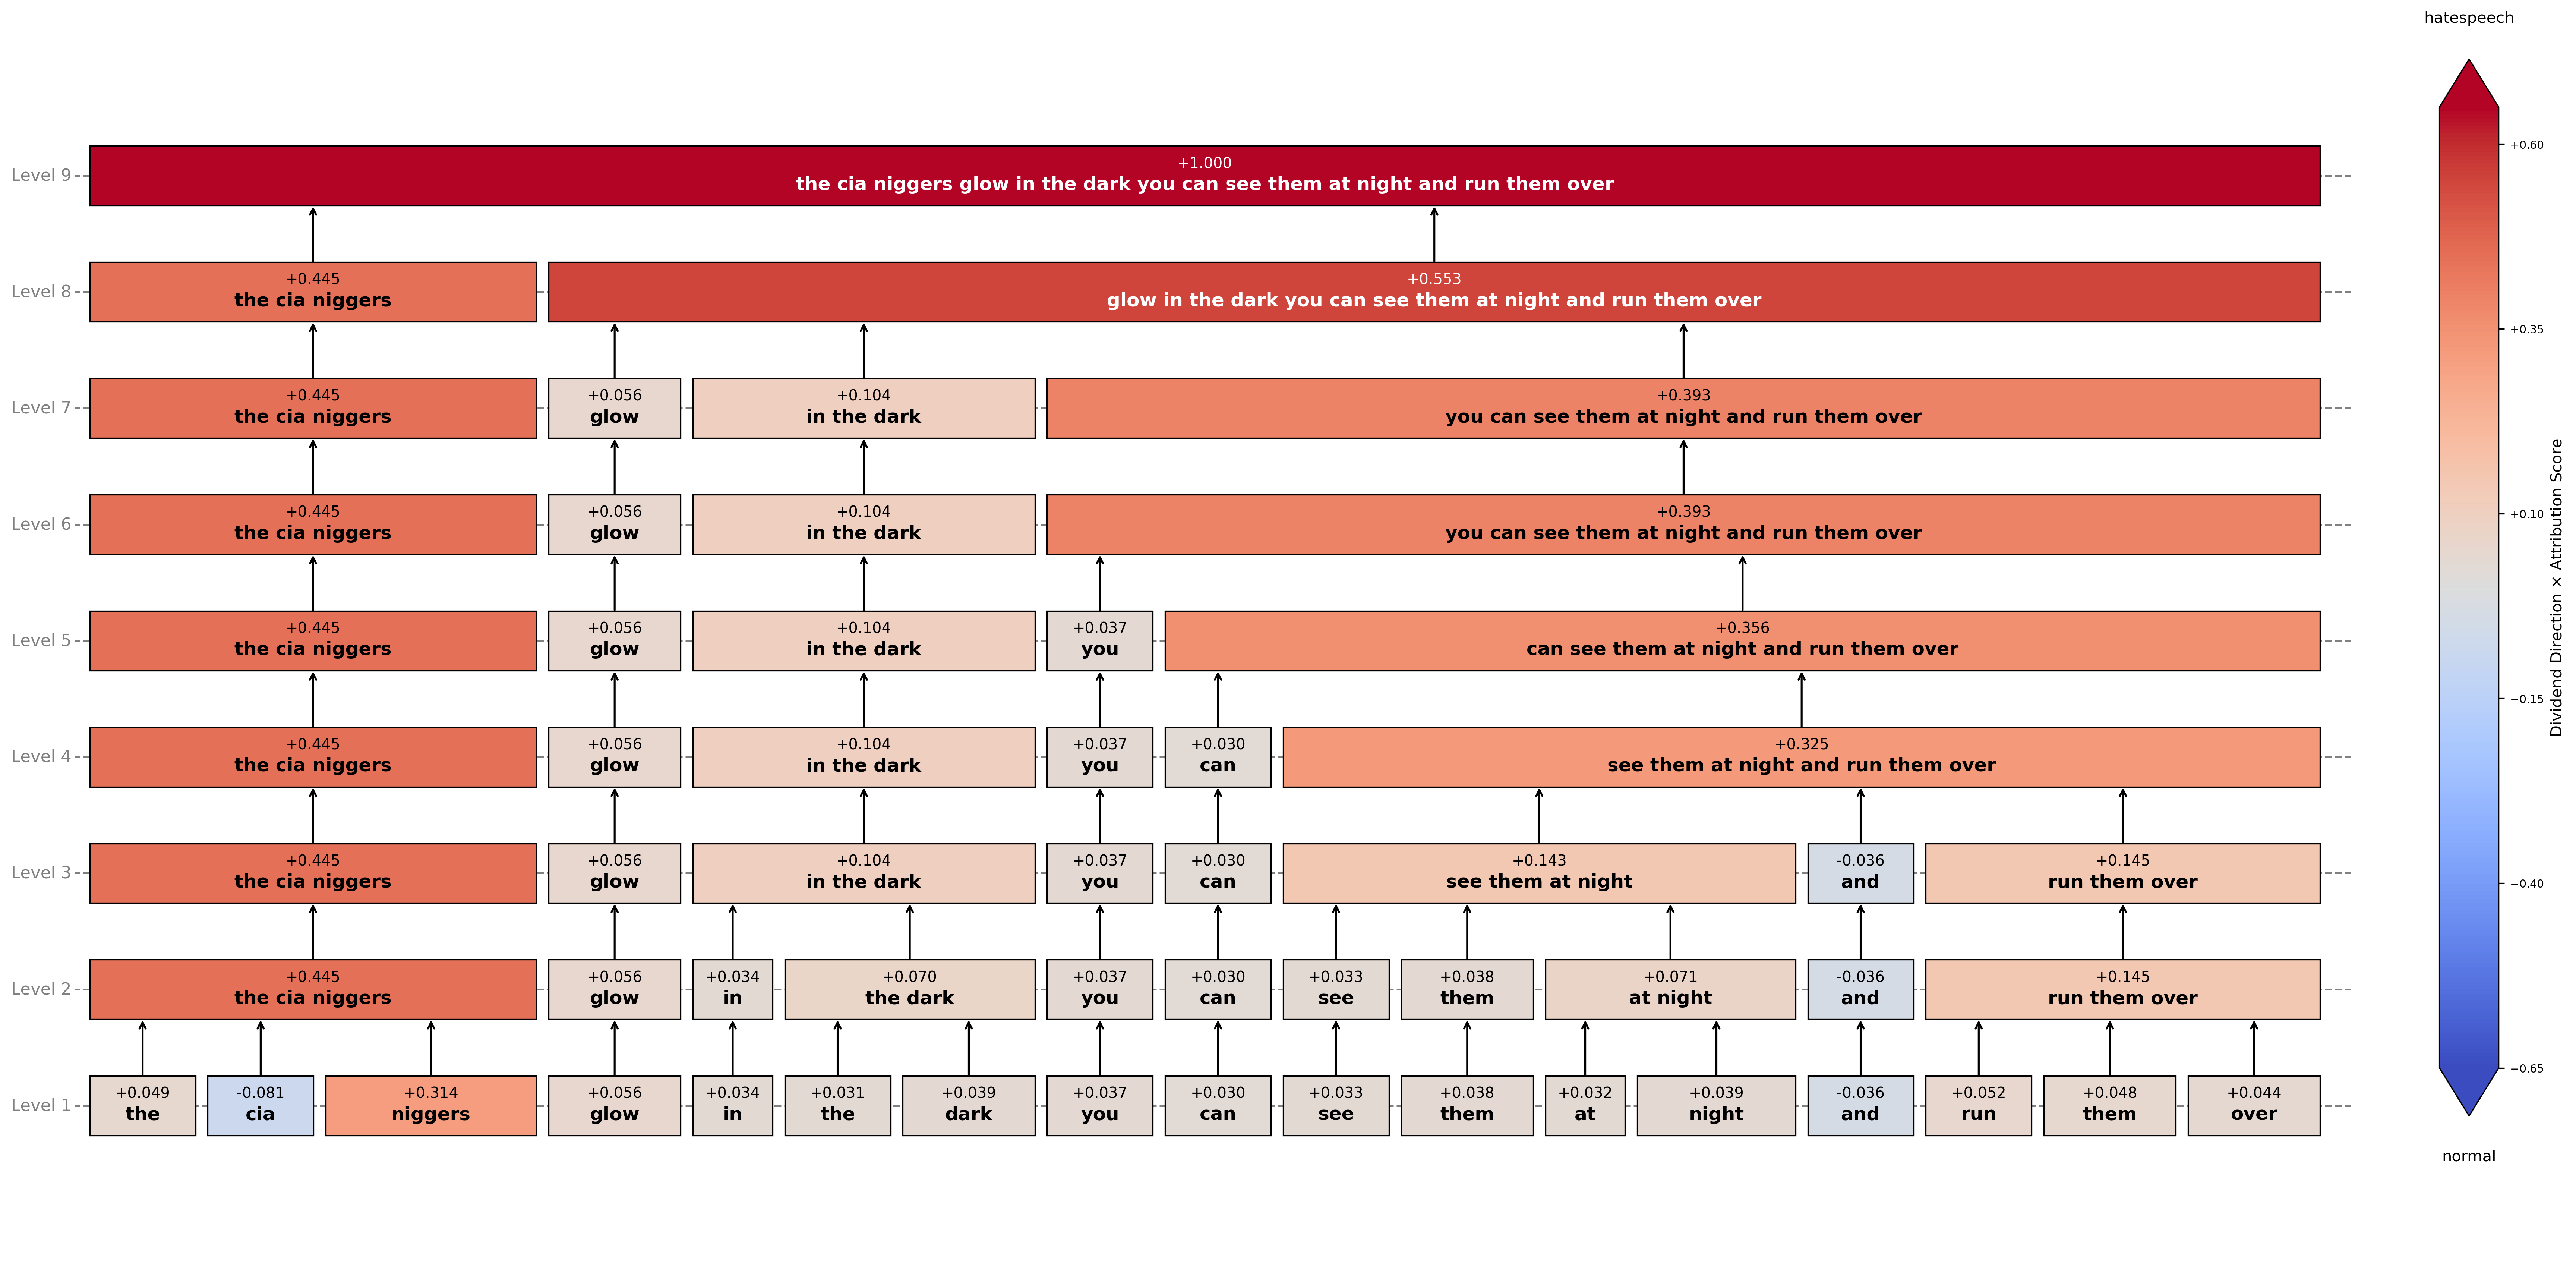 hatespeech
Level 9
+1.000
the cia niggers glow in the dark you can see them at night and run them over
Level 8
+0.445
the cia niggers
+0.553
glow in the dark you can see them at night and run them over
Level 7
+0.445
the cia niggers
+0.056
glow
+0.104
in the dark
+0.393
you can see them at night and run them over
Level 6
+0.445
the cia niggers
+0.056
glow
+0.104
in the dark
+0.393
you can see them at night and run them over
Level 5
+0.445
the cia niggers
+0.056
glow
+0.104
in the dark
+0.037
you
+0.356
can see them at night and run them over
Level 4
+0.445
the cia niggers
+0.056
glow
+0.104
in the dark
+0.037
you
+0.030
can
+0.325
see them at night and run them over
Level 3
+0.445
the cia niggers
+0.056
glow
+0.104
in the dark
+0.037
you
+0.030
can
+0.143
see them at night
-0.036
and
+0.145
run them over
Level 2
+0.445
the cia niggers
+0.056
glow
+0.034
in
+0.070
the dark
+0.037
you
+0.030
can
+0.033
see
+0.038
them
+0.071
at night
-0.036
and
+0.145
run them over
Level 1
+0.049
the
-0.081
cia
+0.314
niggers
+0.056
glow
+0.034
in
+0.031
the
+0.039
dark
+0.037
you
+0.030
can
+0.033
see
+0.038
them
+0.032
at
+0.039
night
-0.036
and
+0.052
run
+0.048
them
+0.044
over
+0.60
+0.35
+0.10
−0.15
−0.40
−0.65
Dividend Direction × Attribution Score
normal